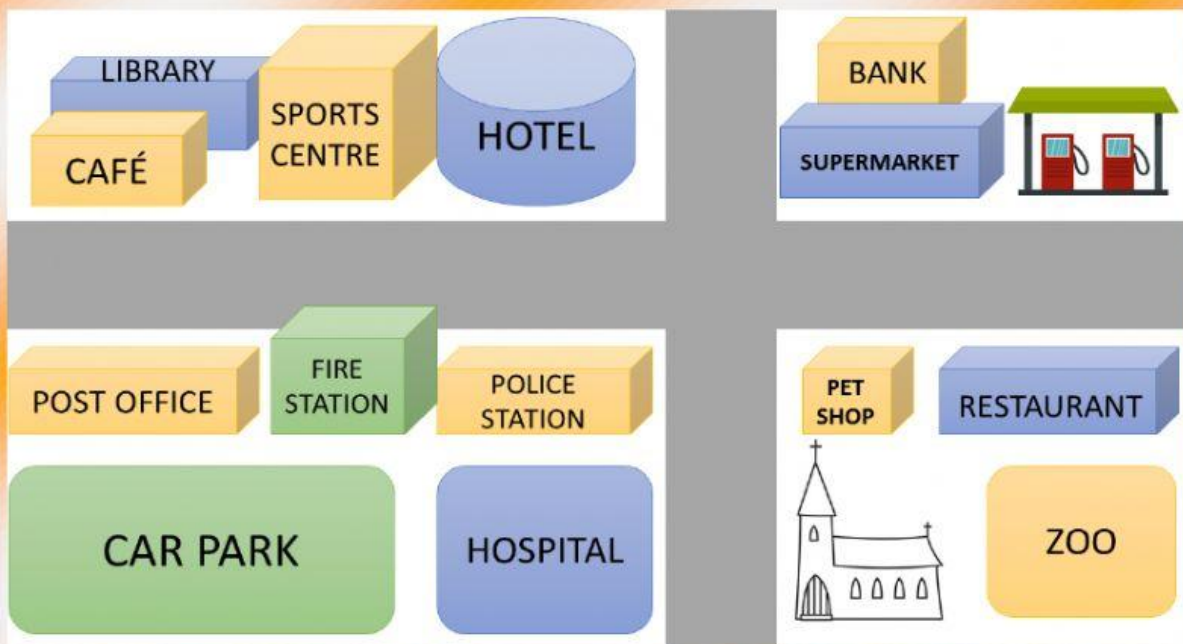 LIBRARY
CAFÉ
SPORTS
CENTRE
HOTEL
BANK
SUPERMARKET
POST OFFICE
FIRE
STATION
POLICE
STATION
PET
SHOP
RESTAURANT
CAR PARK
HOSPITAL
ZOO